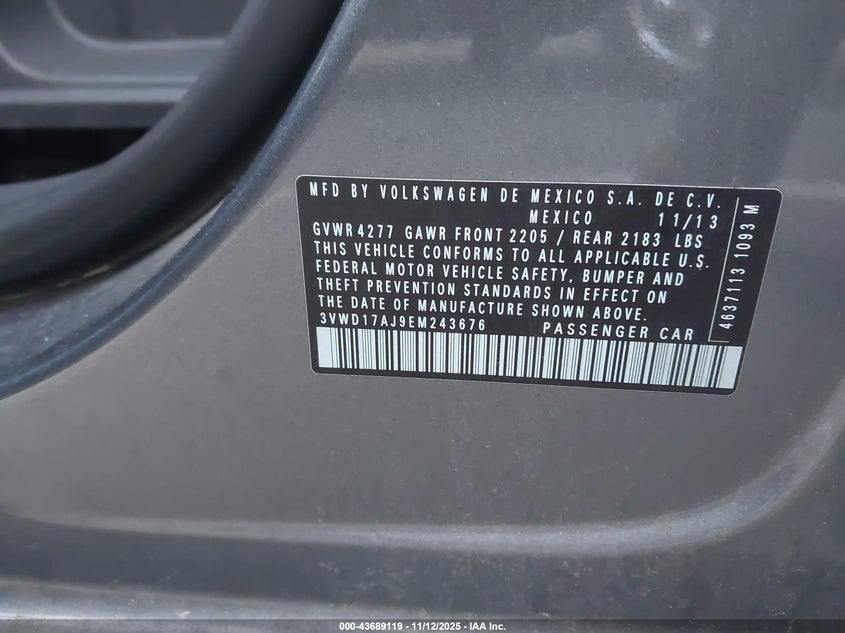 MFD BY VOLKSWAGEN DE MEXICO S.A. DE C.V.
MEXICO 11/13
GVWR 4277 GAWR FRONT 2205 / REAR 2183 LBS
THIS VEHICLE CONFORMS TO ALL APPLICABLE U.S.
FEDERAL MOTOR VEHICLE SAFETY, BUMPER AND
THEFT PREVENTION STANDARDS IN EFFECT ON
THE DATE OF MANUFACTURE SHOWN ABOVE.
3VWD17AJ9EM243676 PASSENGER CAR
4637113 1093 M
000-43689119 - 11/12/2025 - IAA Inc.